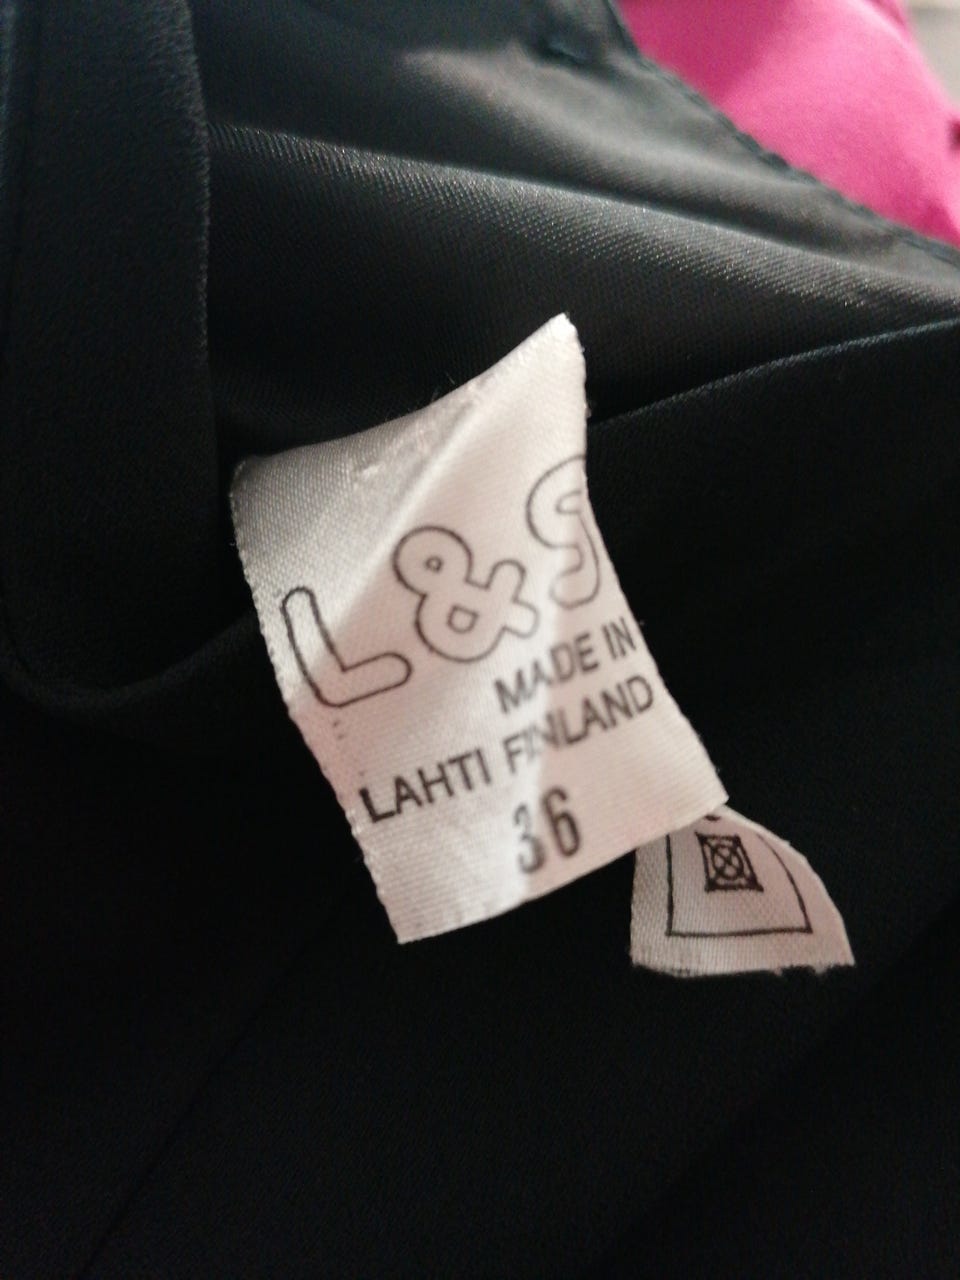 L & S
MADE IN
LAHTI FINLAND
36